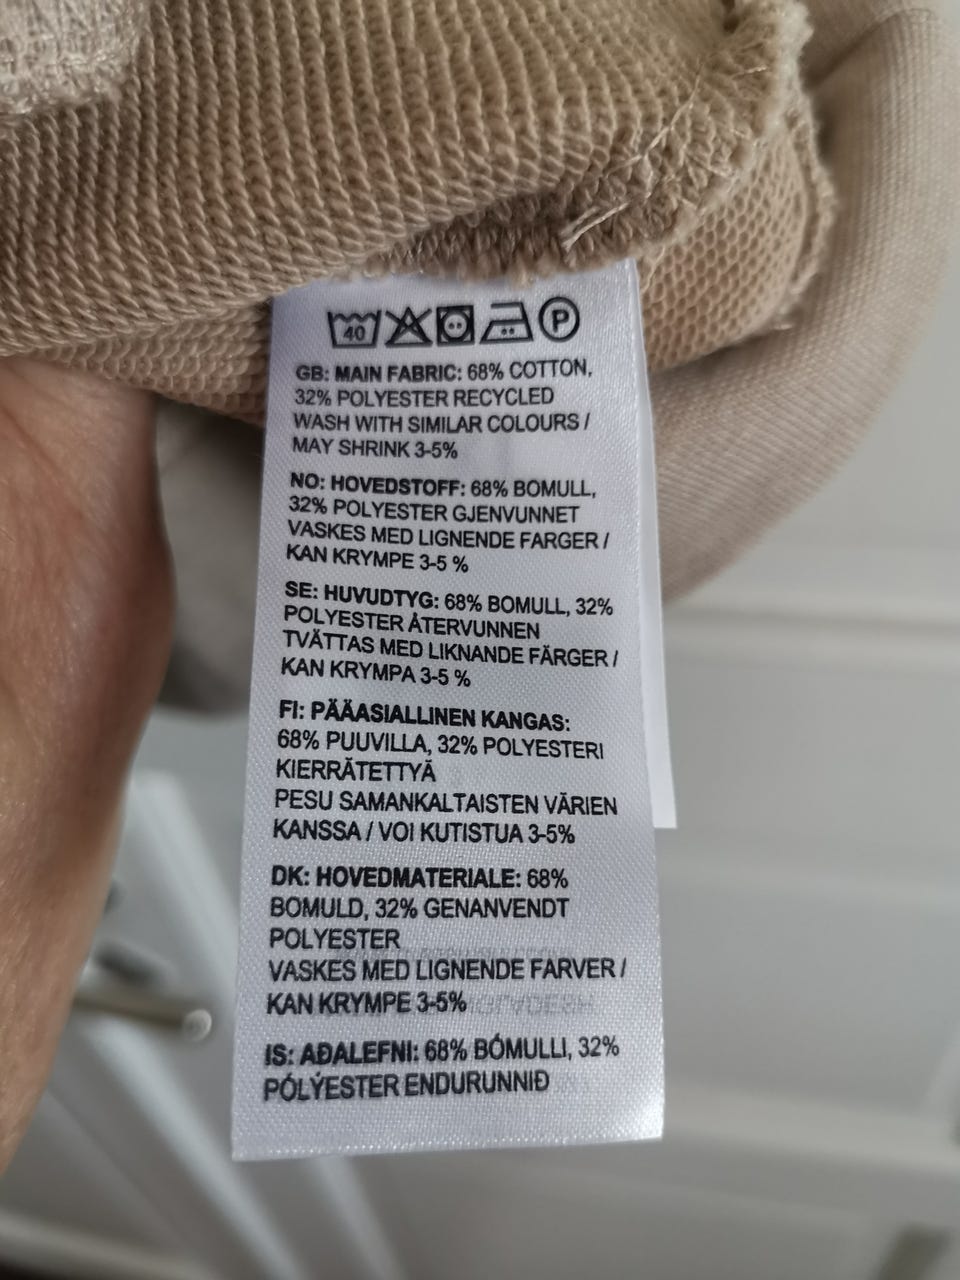 40 P
GB: MAIN FABRIC: 68% COTTON,
32% POLYESTER RECYCLED
WASH WITH SIMILAR COLOURS /
MAY SHRINK 3-5%
NO: HOVEDSTOFF: 68% BOMULL,
32% POLYESTER GJENVUNNET
VASKES MED LIGNENDE FARGER /
KAN KRYMPE 3-5 %
SE: HUVUDTYG: 68% BOMULL, 32%
POLYESTER ÅTERVUNNEN
TVÄTTAS MED LIKNANDE FÄRGER /
KAN KRYMPA 3-5 %
FI: PÄÄASIALLINEN KANGAS:
68% PUUVILLA, 32% POLYESTERI
KIERRÄTETTYÄ
PESU SAMANKALTAISTEN VÄRIEN
KANSSA / VOI KUTISTUA 3-5%
DK: HOVEDMATERIALE: 68%
BOMULD, 32% GENANVENDT
POLYESTER
VASKES MED LIGNENDE FARVER /
KAN KRYMPE 3-5%
IS: AÐALEFNI: 68% BÓMULLI, 32%
PÓLÝESTER ENDURUNNIÐ